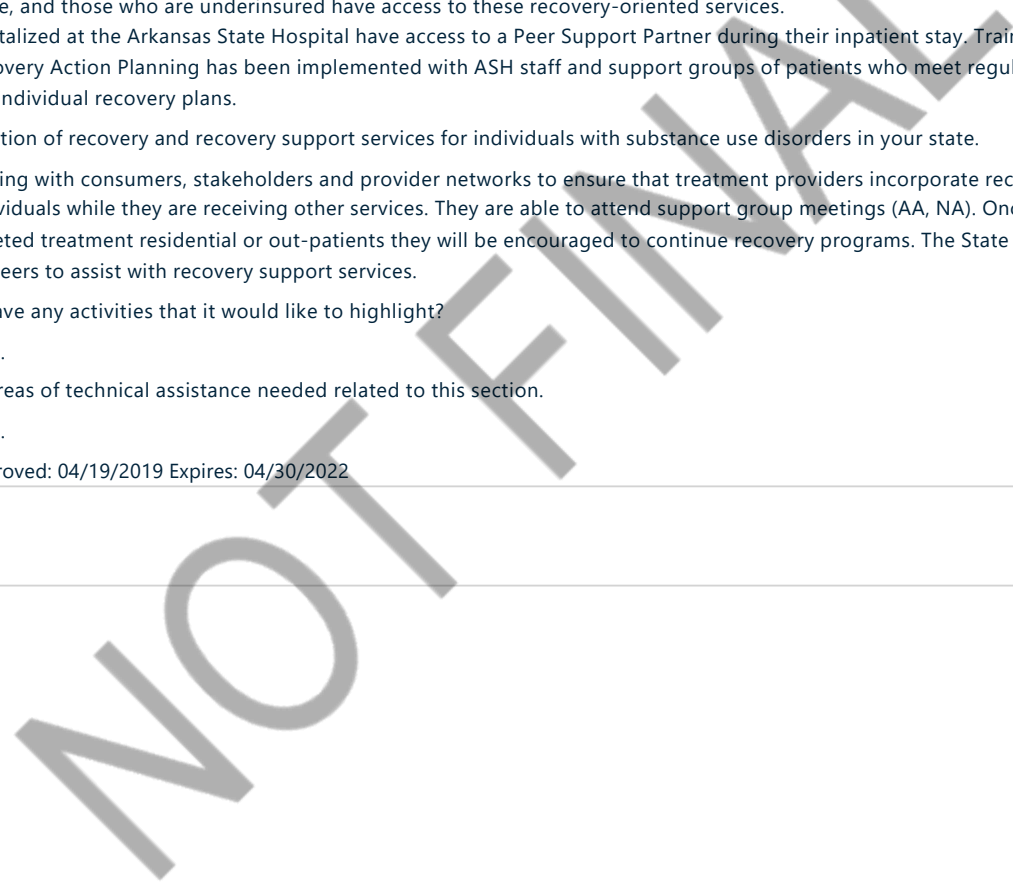 e, and those who are underinsured have access to these recovery-oriented services.
talized at the Arkansas State Hospital have access to a Peer Support Partner during their inpatient stay. Train
overy Action Planning has been implemented with ASH staff and support groups of patients who meet regul
individual recovery plans.
tion of recovery and recovery support services for individuals with substance use disorders in your state.
ing with consumers, stakeholders and provider networks to ensure that treatment providers incorporate rec
viduals while they are receiving other services. They are able to attend support group meetings (AA, NA). Onc
eted treatment residential or out-patients they will be encouraged to continue recovery programs. The State
eers to assist with recovery support services.
ave any activities that it would like to highlight?
.
reas of technical assistance needed related to this section.
.
roved: 04/19/2019 Expires: 04/30/2022
NOT FINAL